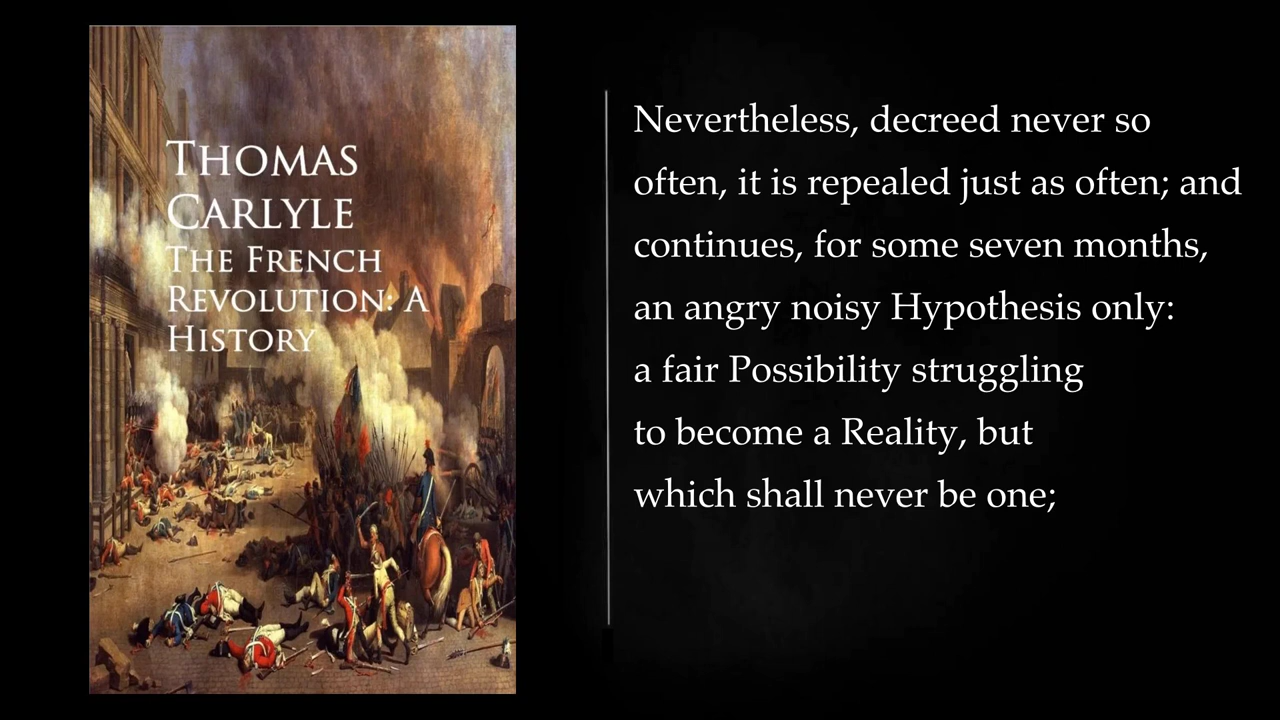 THOMAS
CARLYLE
THE FRENCH
REVOLUTION: A
HISTORY
Nevertheless, decreed never so
often, it is repealed just as often; and
continues, for some seven months,
an angry noisy Hypothesis only:
a fair Possibility struggling
to become a Reality, but
which shall never be one;